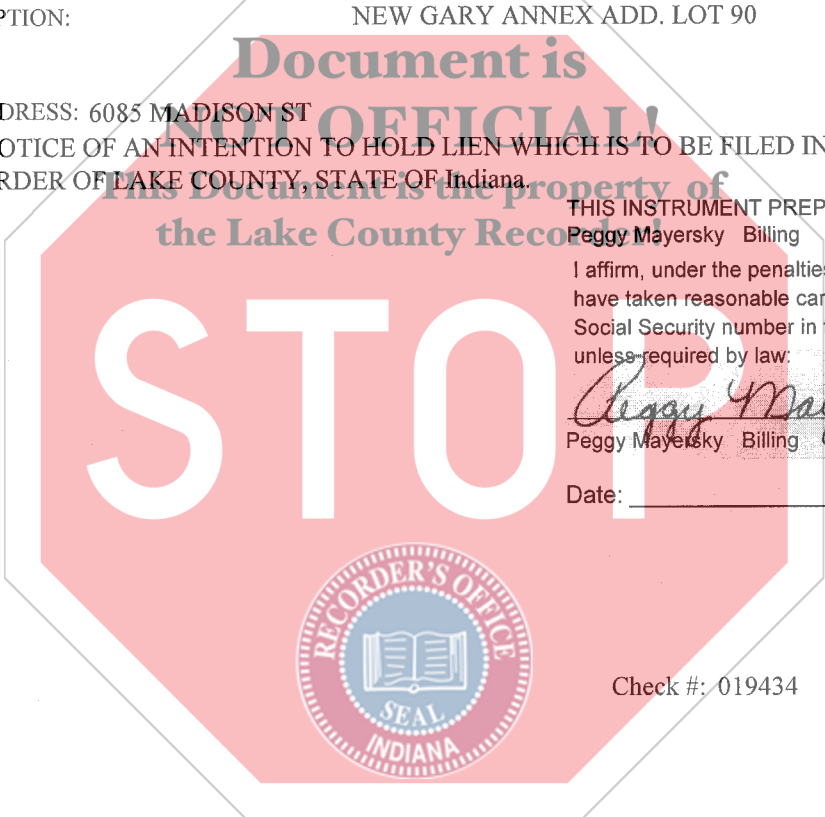 PTION: NEW GARY ANNEX ADD. LOT 90
Document is
DRESS: 6085 MADISON ST
NOT OFFICIAL!
OTICE OF AN INTENTION TO HOLD LIEN WHICH IS TO BE FILED IN
RDER OF LAKE COUNTY, STATE OF Indiana.
This Document is the property of
the Lake County Recorder!
THIS INSTRUMENT PREP
Peggy Mayersky Billing
I affirm, under the penalties
have taken reasonable car
Social Security number in
unless required by law:
Peggy May
Peggy Mayersky Billing
Date:
STOP
RECORDER'S OFFICE
SEAL
INDIANA
Check #: 019434